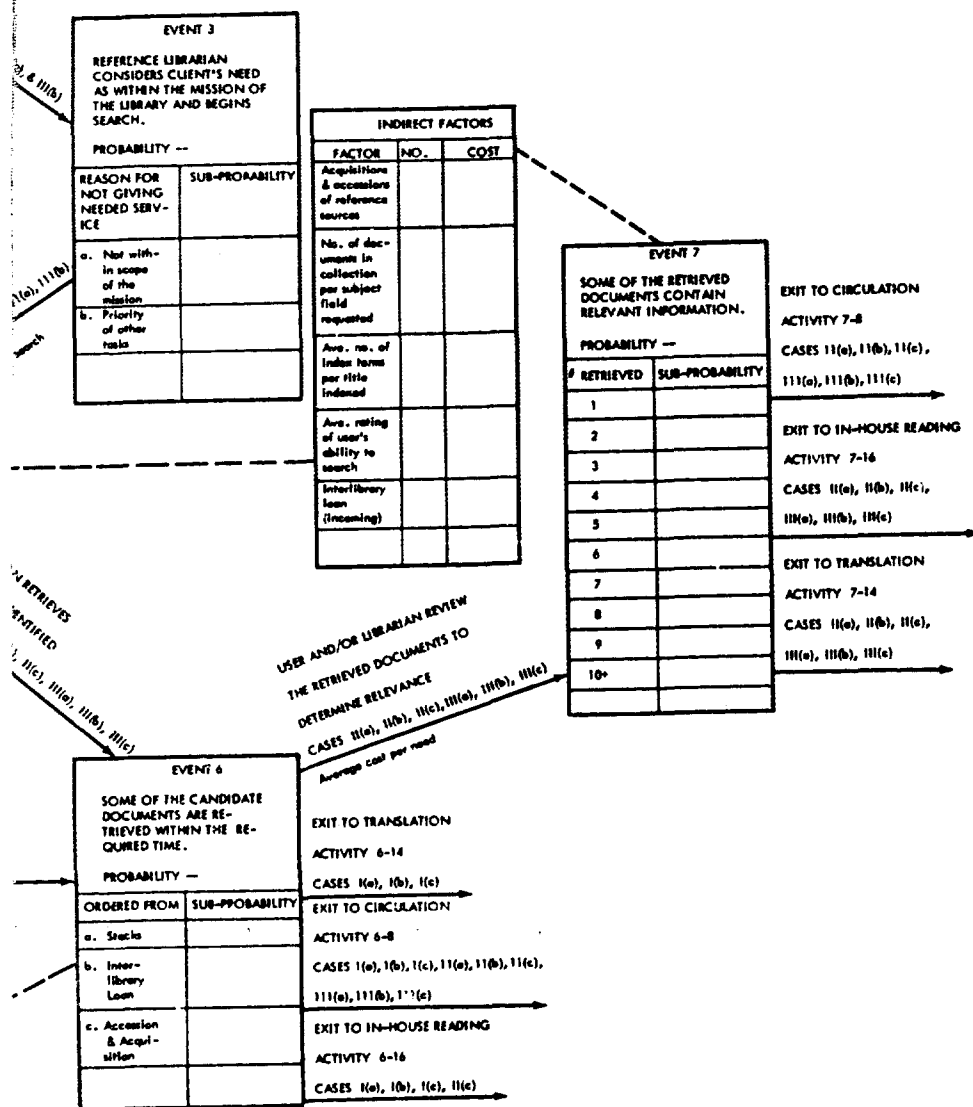 EVENT 3
REFERENCE LIBRARIAN
CONSIDERS CLIENT'S NEED
AS WITHIN THE MISSION OF
THE LIBRARY AND BEGINS
SEARCH.
PROBABILITY --
REASON FOR
NOT GIVING
NEEDED SERV-
ICE
SUB-PROBABILITY
a. Not with-
in scope
of the
mission
b. Priority
of other
tasks
& III(b)
III(b)
search
INDIRECT FACTORS
FACTOR NO. COST
Acquisitions
& accessions
of reference
sources
No. of doc-
uments in
collection
per subject
field
requested
Ave. no. of
index terms
per title
indexed
Ave. rating
of user's
ability to
search
Interlibrary
loan
(incoming)
EVENT 7
SOME OF THE RETRIEVED
DOCUMENTS CONTAIN
RELEVANT INFORMATION.
PROBABILITY —
# RETRIEVED SUB-PROBABILITY
1
2
3
4
5
6
7
8
9
10+
EXIT TO CIRCULATION
ACTIVITY 7-8
CASES II(a), II(b), II(c),
III(a), III(b), III(c)
EXIT TO IN-HOUSE READING
ACTIVITY 7-16
CASES II(a), II(b), II(c),
III(a), III(b), III(c)
EXIT TO TRANSLATION
ACTIVITY 7-14
CASES II(a), II(b), II(c),
III(a), III(b), III(c)
RETRIEVES
II(c), III(a), III(b), III(c)
USER AND/OR LIBRARIAN REVIEW
THE RETRIEVED DOCUMENTS TO
DETERMINE RELEVANCE
CASES II(a), II(b), II(c), III(a), III(b), III(c)
Average cost per need
EVENT 6
SOME OF THE CANDIDATE
DOCUMENTS ARE RE-
TRIEVED WITHIN THE RE-
QUIRED TIME.
PROBABILITY —
ORDERED FROM SUB-PROBABILITY
a. Stacks
b. Inter-
library
Loan
c. Accession
& Acqui-
sition
EXIT TO TRANSLATION
ACTIVITY 6-14
CASES I(a), I(b), I(c)
EXIT TO CIRCULATION
ACTIVITY 6-8
CASES I(a), I(b), I(c), II(a), II(b), II(c),
III(a), III(b), III(c)
EXIT TO IN-HOUSE READING
ACTIVITY 6-16
CASES I(a), I(b), I(c), II(c)